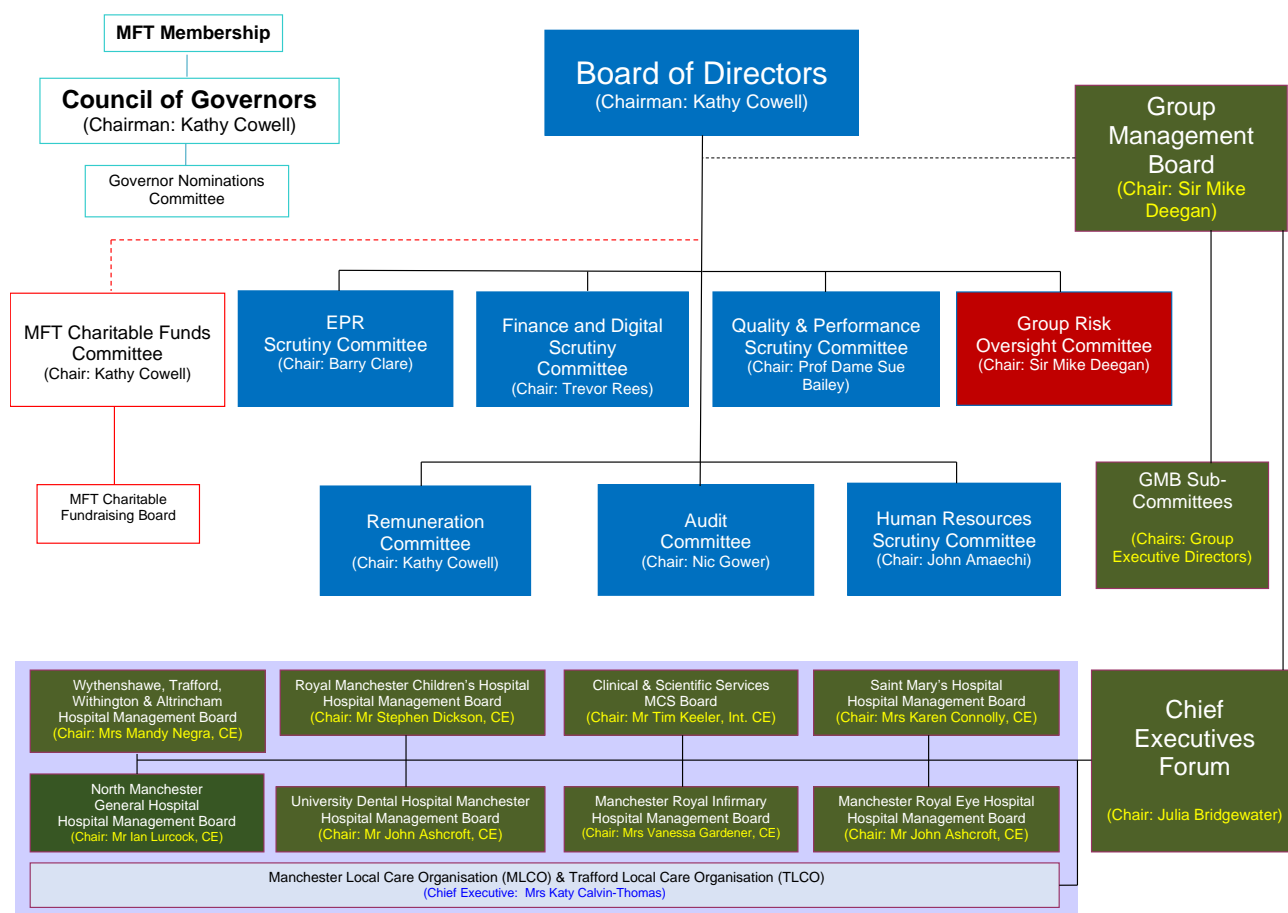 MFT Membership
Council of Governors
(Chairman: Kathy Cowell)
Governor Nominations
Committee
Board of Directors
(Chairman: Kathy Cowell)
Group
Management
Board
(Chair: Sir Mike
Deegan)
MFT Charitable Funds
Committee
(Chair: Kathy Cowell)
EPR
Scrutiny Committee
(Chair: Barry Clare)
Finance and Digital
Scrutiny
Committee
(Chair: Trevor Rees)
Quality & Performance
Scrutiny Committee
(Chair: Prof Dame Sue
Bailey)
Group Risk
Oversight Committee
(Chair: Sir Mike Deegan)
MFT Charitable
Fundraising Board
Remuneration
Committee
(Chair: Kathy Cowell)
Audit
Committee
(Chair: Nic Gower)
Human Resources
Scrutiny Committee
(Chair: John Amaechi)
GMB Sub-
Committees
(Chairs: Group
Executive Directors)
Wythenshawe, Trafford,
Withington & Altrincham
Hospital Management Board
(Chair: Mrs Mandy Negra, CE)
Royal Manchester Children's Hospital
Hospital Management Board
(Chair: Mr Stephen Dickson, CE)
Clinical & Scientific Services
MCS Board
(Chair: Mr Tim Keeler, Int. CE)
Saint Mary's Hospital
Hospital Management Board
(Chair: Mrs Karen Connolly, CE)
North Manchester
General Hospital
Hospital Management Board
(Chair: Mr Ian Lurcock, CE)
University Dental Hospital Manchester
Hospital Management Board
(Chair: Mr John Ashcroft, CE)
Manchester Royal Infirmary
Hospital Management Board
(Chair: Mrs Vanessa Gardener, CE)
Manchester Royal Eye Hospital
Hospital Management Board
(Chair: Mr John Ashcroft, CE)
Chief
Executives
Forum
(Chair: Julia Bridgewater)
Manchester Local Care Organisation (MLCO) & Trafford Local Care Organisation (TLCO)
(Chief Executive: Mrs Katy Calvin-Thomas)